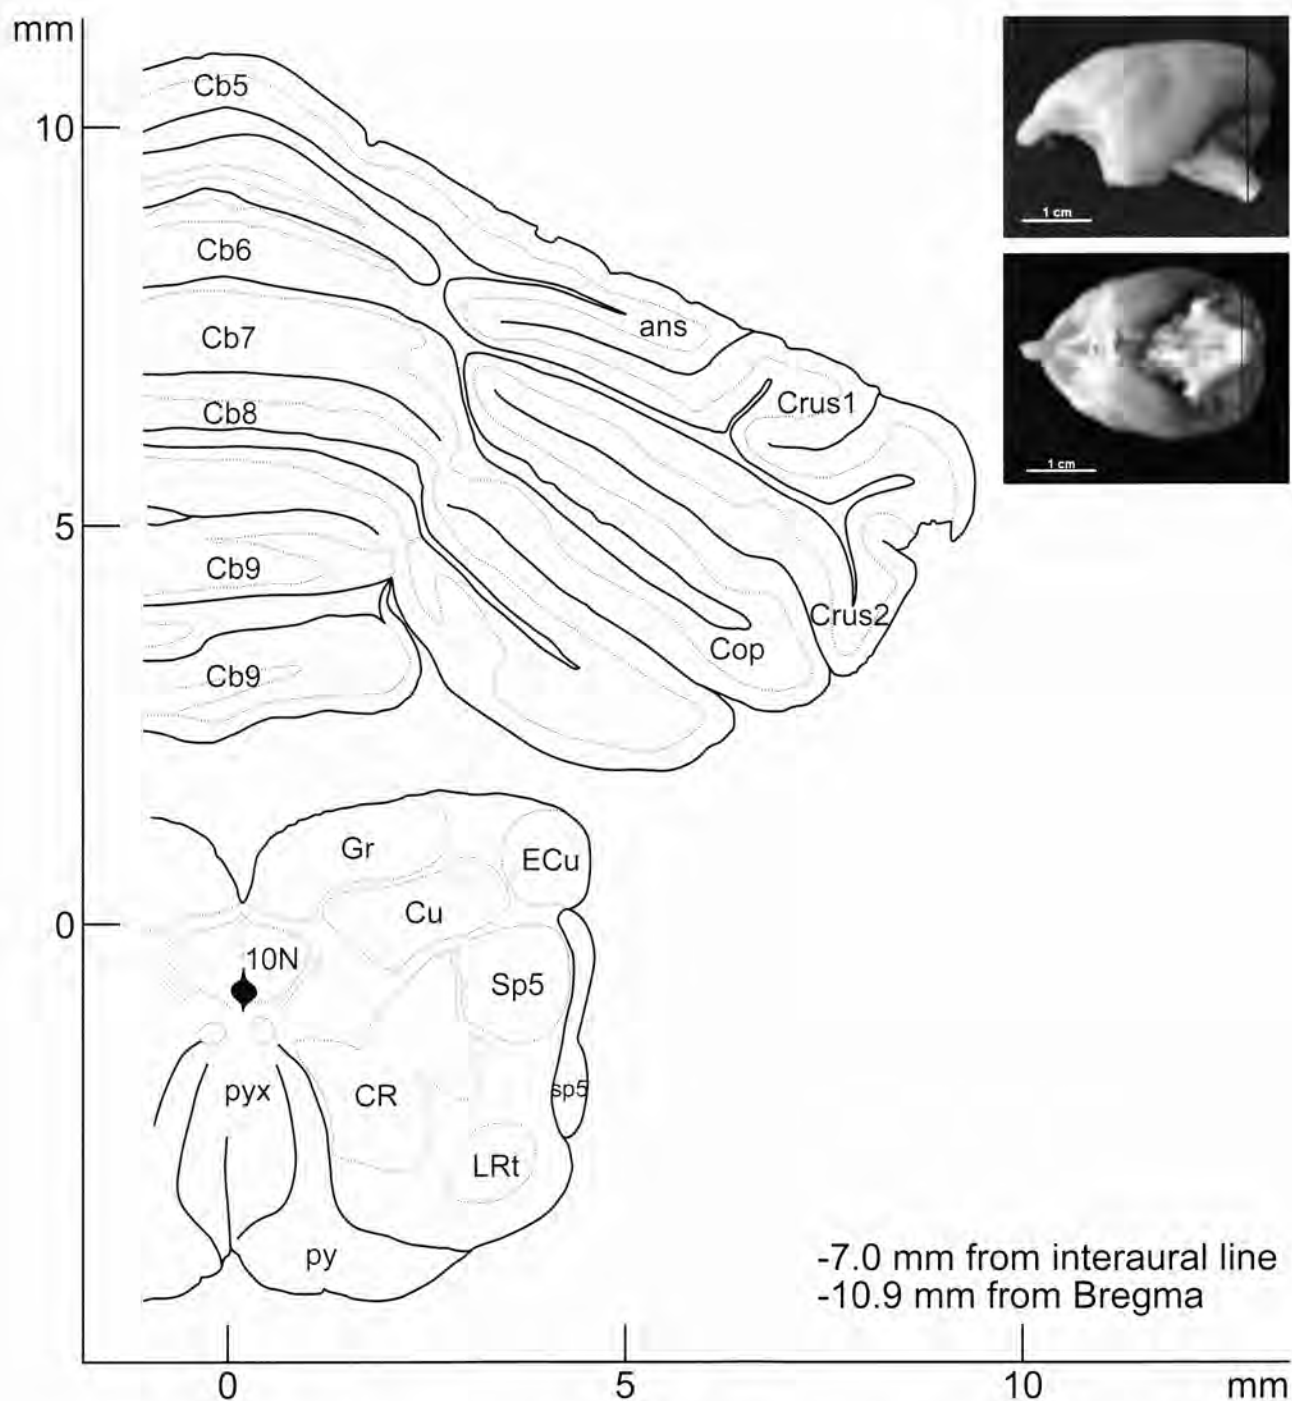 mm
10
5
0
Cb5
Cb6
Cb7
Cb8
Cb9
Cb9
ans
Crus1
Crus2
Cop
Gr
ECu
Cu
10N
Sp5
pyx
CR
sp5
LRt
py
1 cm
1 cm
-7.0 mm from interaural line
-10.9 mm from Bregma
0
5
10
mm